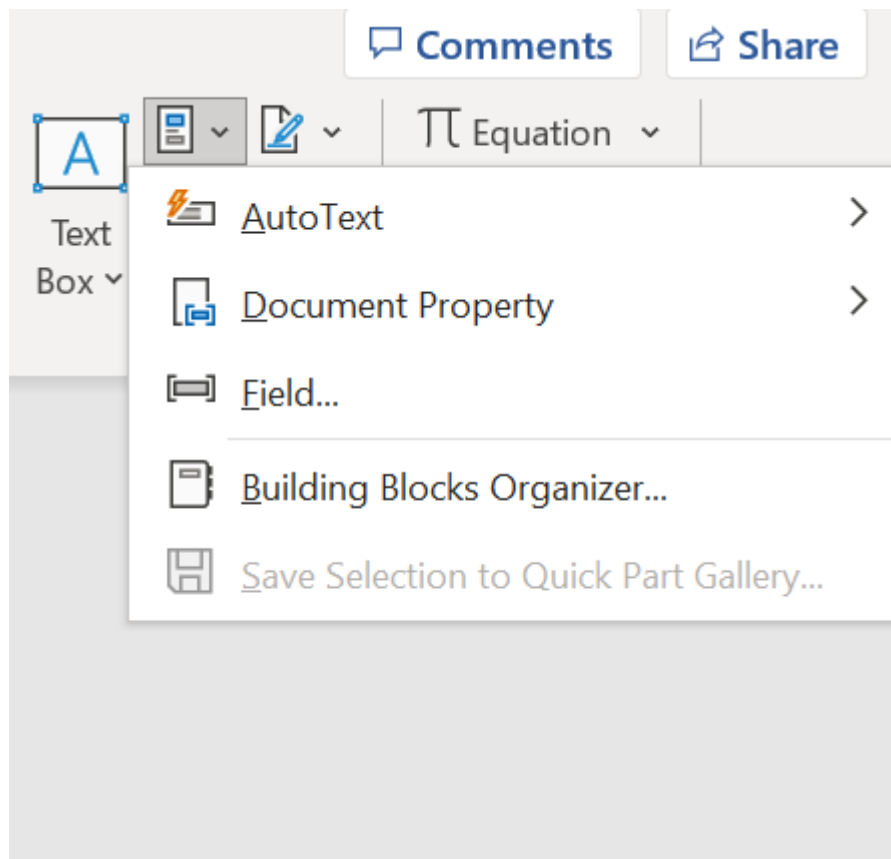 Comments
Share
A
π Equation
Text
Box
AutoText
Document Property
Field...
Building Blocks Organizer...
Save Selection to Quick Part Gallery...